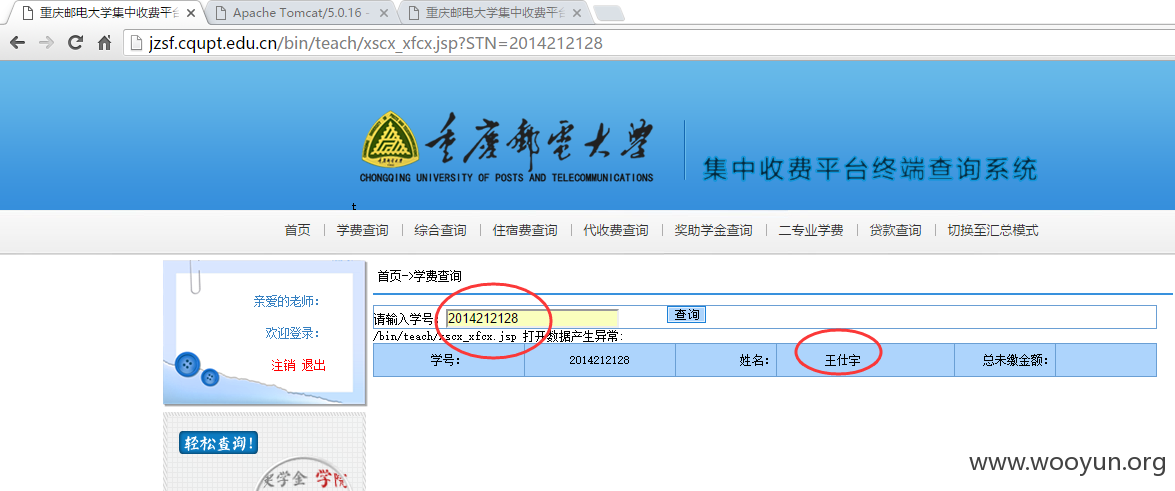 重庆邮电大学集中收费平台 Apache Tomcat/5.0.16 - 重庆邮电大学集中收费平台
jzsf.cqupt.edu.cn/bin/teach/xscx_xfcx.jsp?STN=2014212128
重慶郵電大學
CHONGQING UNIVERSITY OF POSTS AND TELECOMMUNICATIONS
集中收费平台终端查询系统
t
首页 学费查询 综合查询 住宿费查询 代收费查询 奖助学金查询 二专业学费 贷款查询 切换至汇总模式
亲爱的老师:
欢迎登录:
注销 退出
轻松查询!
学金 学院
首页->学费查询
请输入学号: 2014212128 查询
/bin/teach/xscx_xfcx.jsp 打开数据产生异常:
学号: 2014212128 姓名: 王仕宇 总未缴金额:
www.wooyun.org